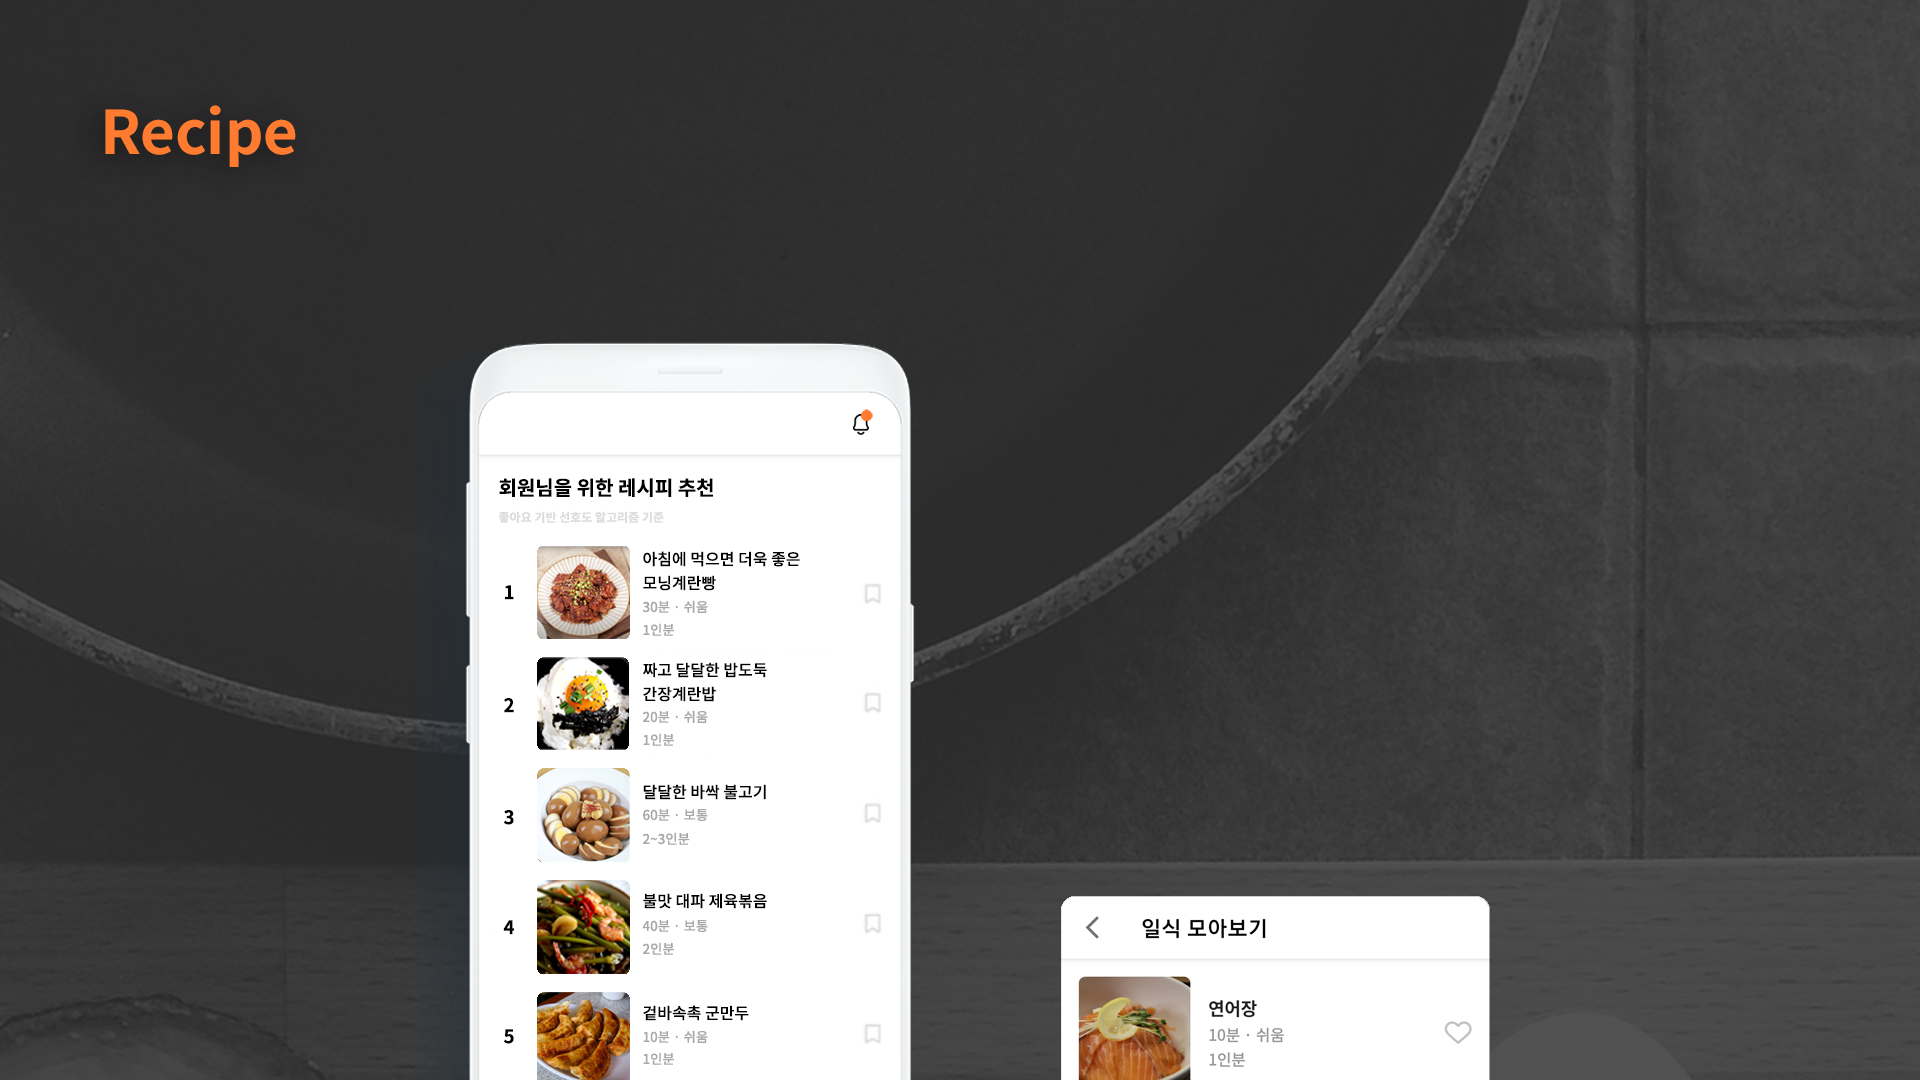 Recipe
회원님을 위한 레시피 추천
좋아요 기반 선호도 알고리즘 기준
1
아침에 먹으면 더욱 좋은
모닝계란빵
30분 · 쉬움
1인분
2
짜고 달달한 밥도둑
간장계란밥
20분 · 쉬움
1인분
3
달달한 바싹 불고기
60분 · 보통
2~3인분
4
불맛 대파 제육볶음
40분 · 보통
2인분
5
겉바속촉 군만두
10분 · 쉬움
1인분
일식 모아보기
연어장
10분 · 쉬움
1인분